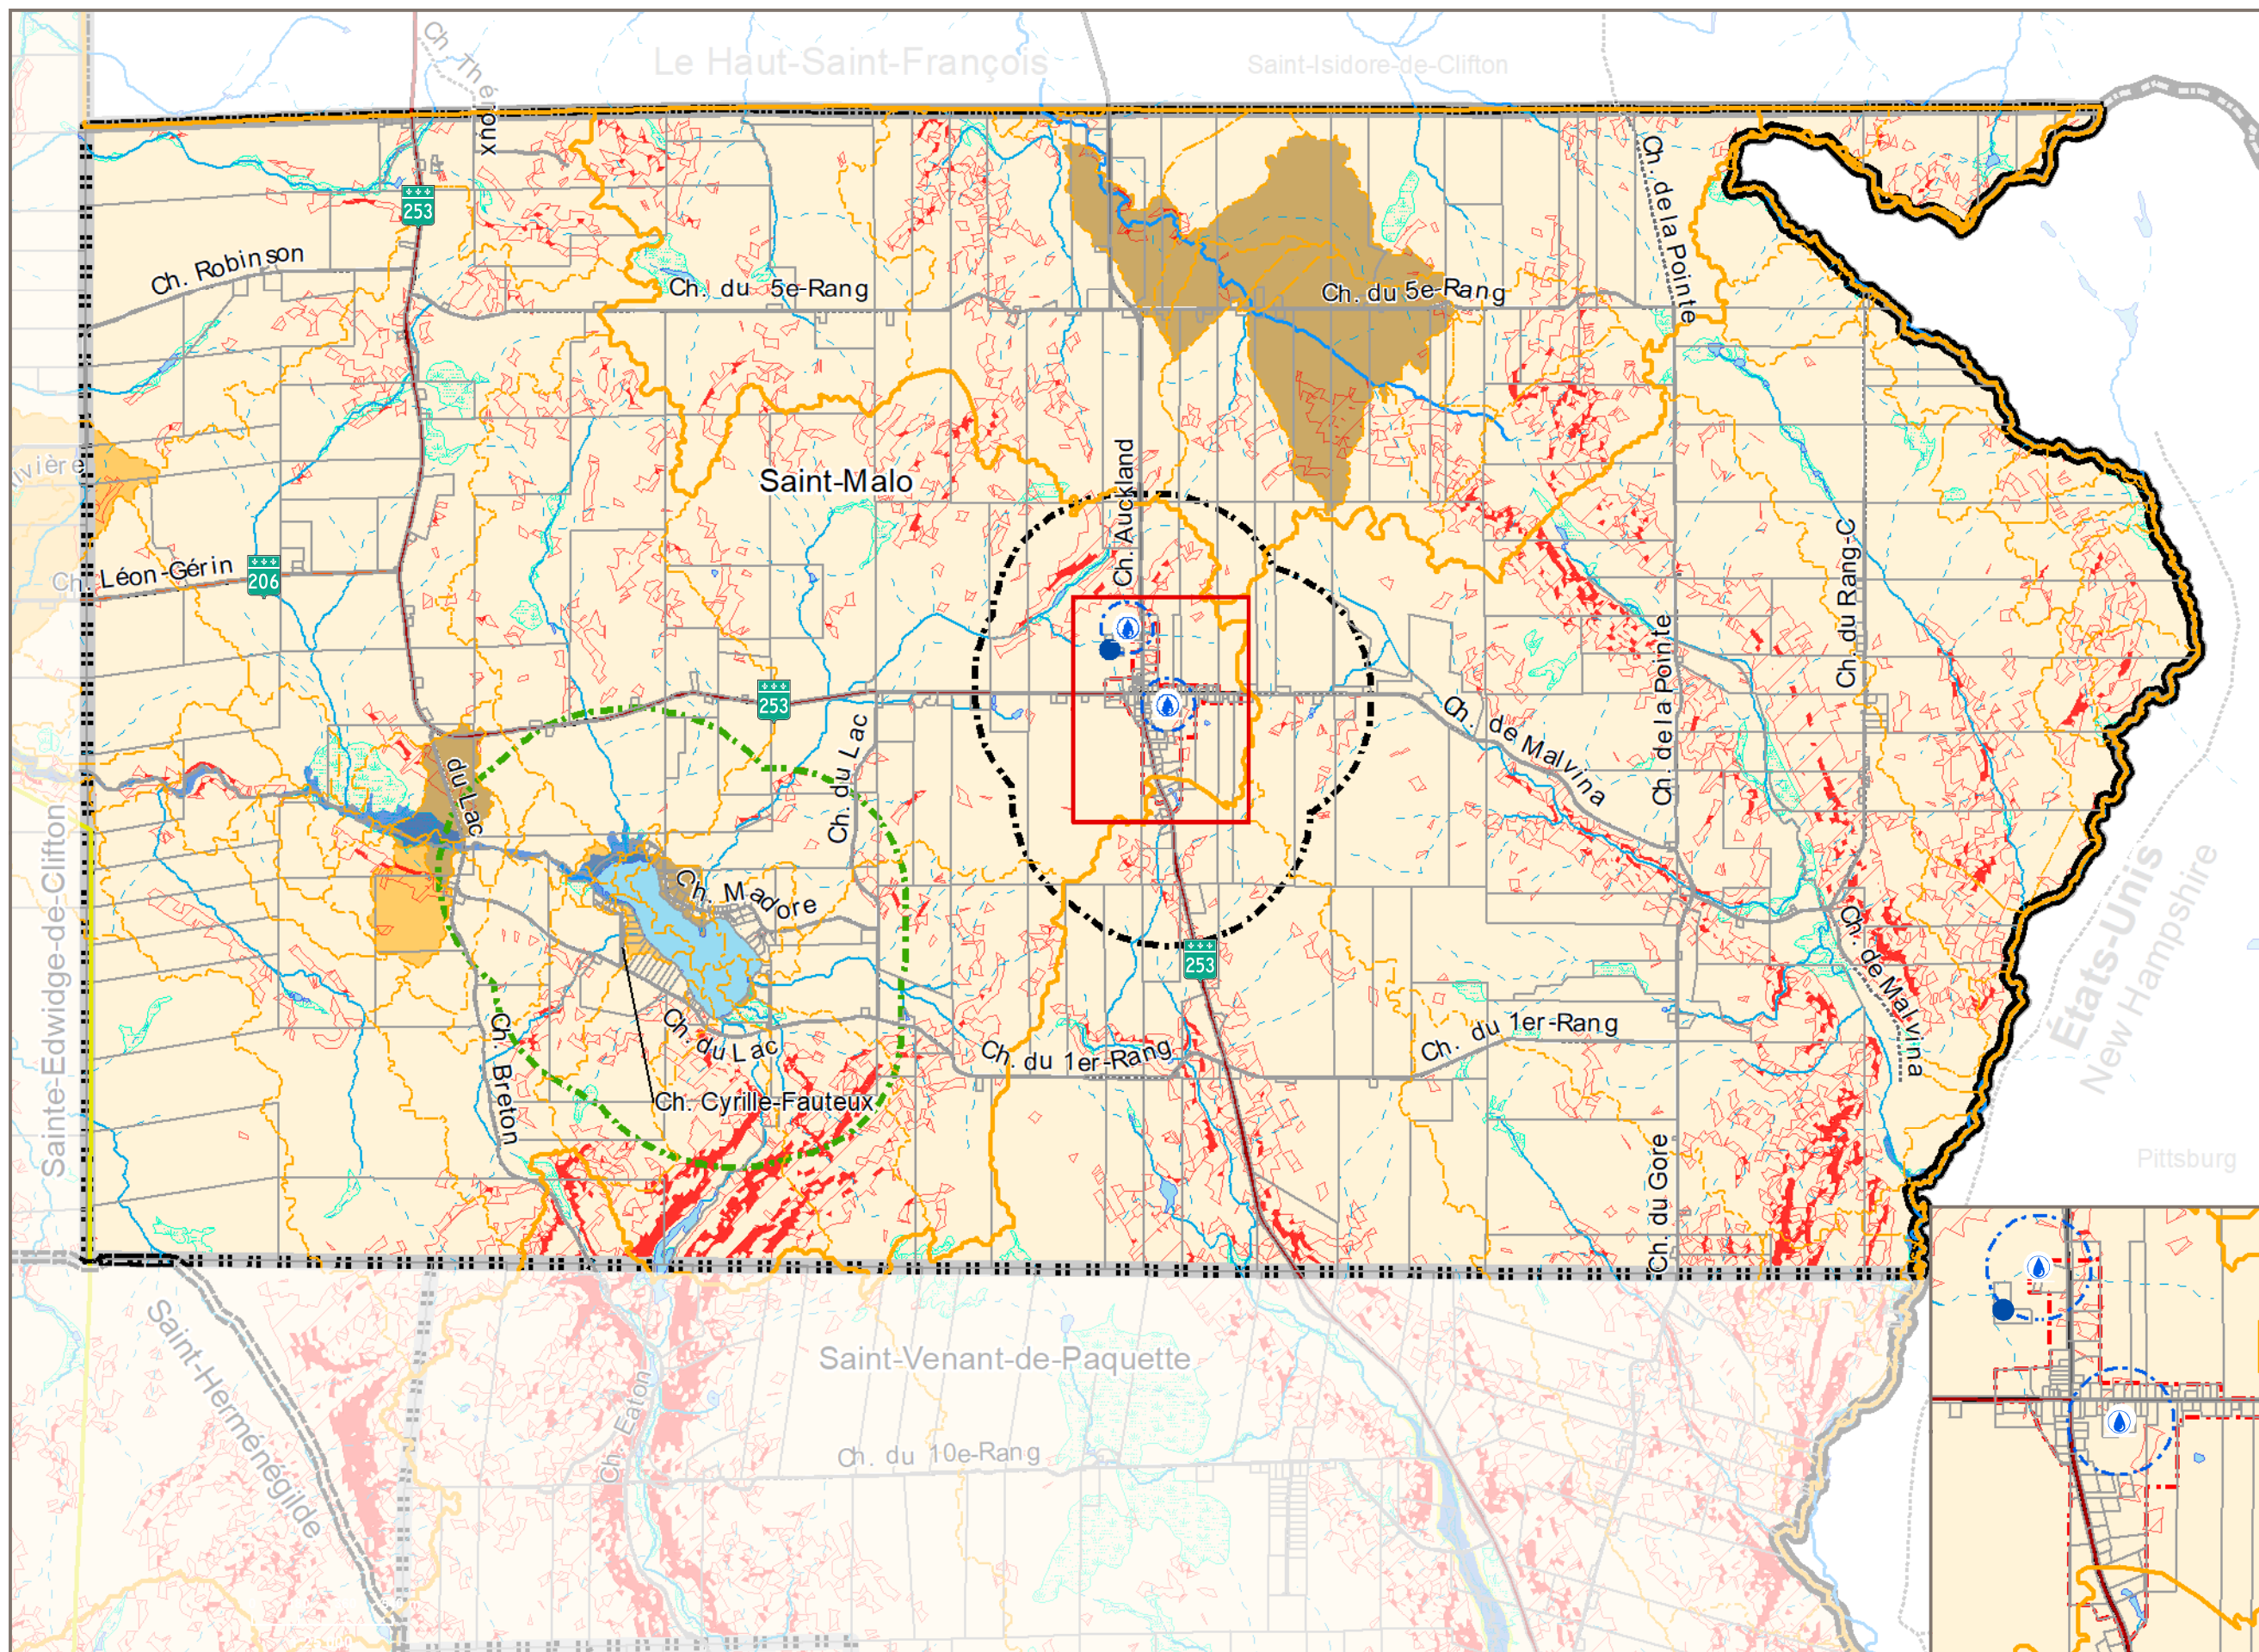 Ch. Théroux
Le Haut-Saint-François
Saint-Isidore-de-Clifton
253
Ch. de la Pointe
Ch. Robinson
Ch. du 5e-Rang
Ch. du 5e-Rang
Saint-Malo
Ch. Auckland
Ch. Léon-Gérin
206
Ch. du Rang-C
Ch. de la Pointe
253
Ch. du Lac
Ch. de Malvina
du Lac
Sainte-Edwidge-de-Clifton
Ch. Madore
253
Ch. de Malvina
États-Unis
New Hampshire
Ch. du Lac
Ch. du 1er-Rang
Ch. du 1er-Rang
Ch. Breton
Ch. Cyrille-Fauteux
Ch. du Gore
Pittsburg
Saint-Herménégilde
Saint-Venant-de-Paquette
Ch. Eaton
Ch. du 10e-Rang